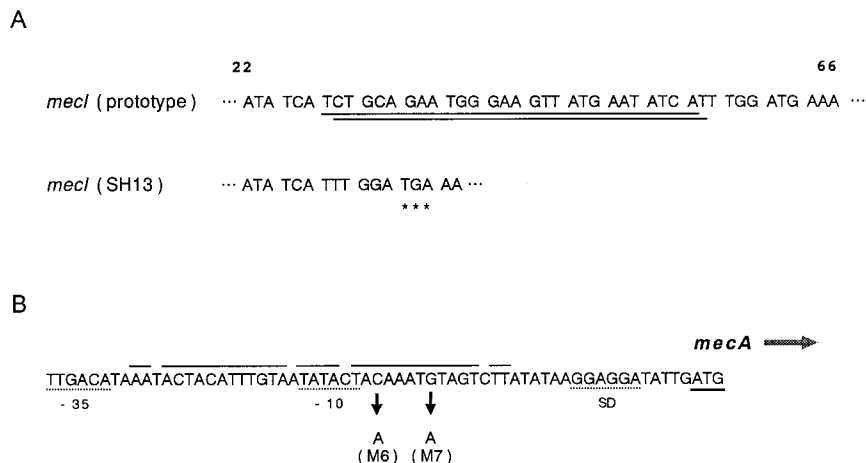 A
22 66
mecI (prototype) ··· ATA TCA TCT GCA GAA TGG GAA GTT ATG AAT ATC ATT TGG ATG AAA ···
mecI (SH13) ··· ATA TCA TTT GGA TGA AA ···
***
B
mecA
TTGACATAAATACTACATTTGTAATATACTACAAATGTAGTCTTATATAAGGAGGATATTGATG
- 35 - 10 SD
A A
(M6) (M7)